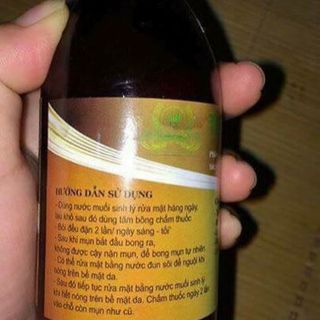 HƯỚNG DẪN SỬ DỤNG
- Dùng nước muối sinh lý rửa mặt hàng ngày,
lau khô sau đó dùng tăm bông chấm thuốc
- Bôi đều đặn 2 lần/ ngày sáng - tối"
- Sau khi mụn bắt đầu bong ra,
không được cạy nặn mụn, để bong mụn tự nhiên
- Có thể rửa mặt bằng nước đun sôi để nguội khi
nóng trên bề mặt da.
- Sau đó tiếp tục rửa mặt bằng nước muối sinh lý
khi hết nóng trên bề mặt da. Chấm thuốc ngày 2 lần
vào chỗ còn mụn như cũ.